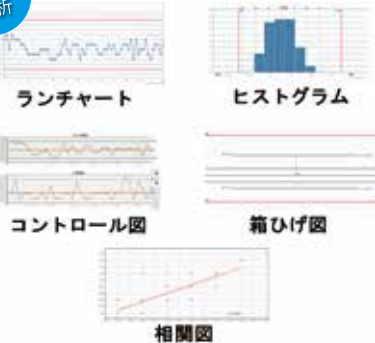 新
ランチャート
ヒストグラム
コントロール図
箱ひげ図
相関図